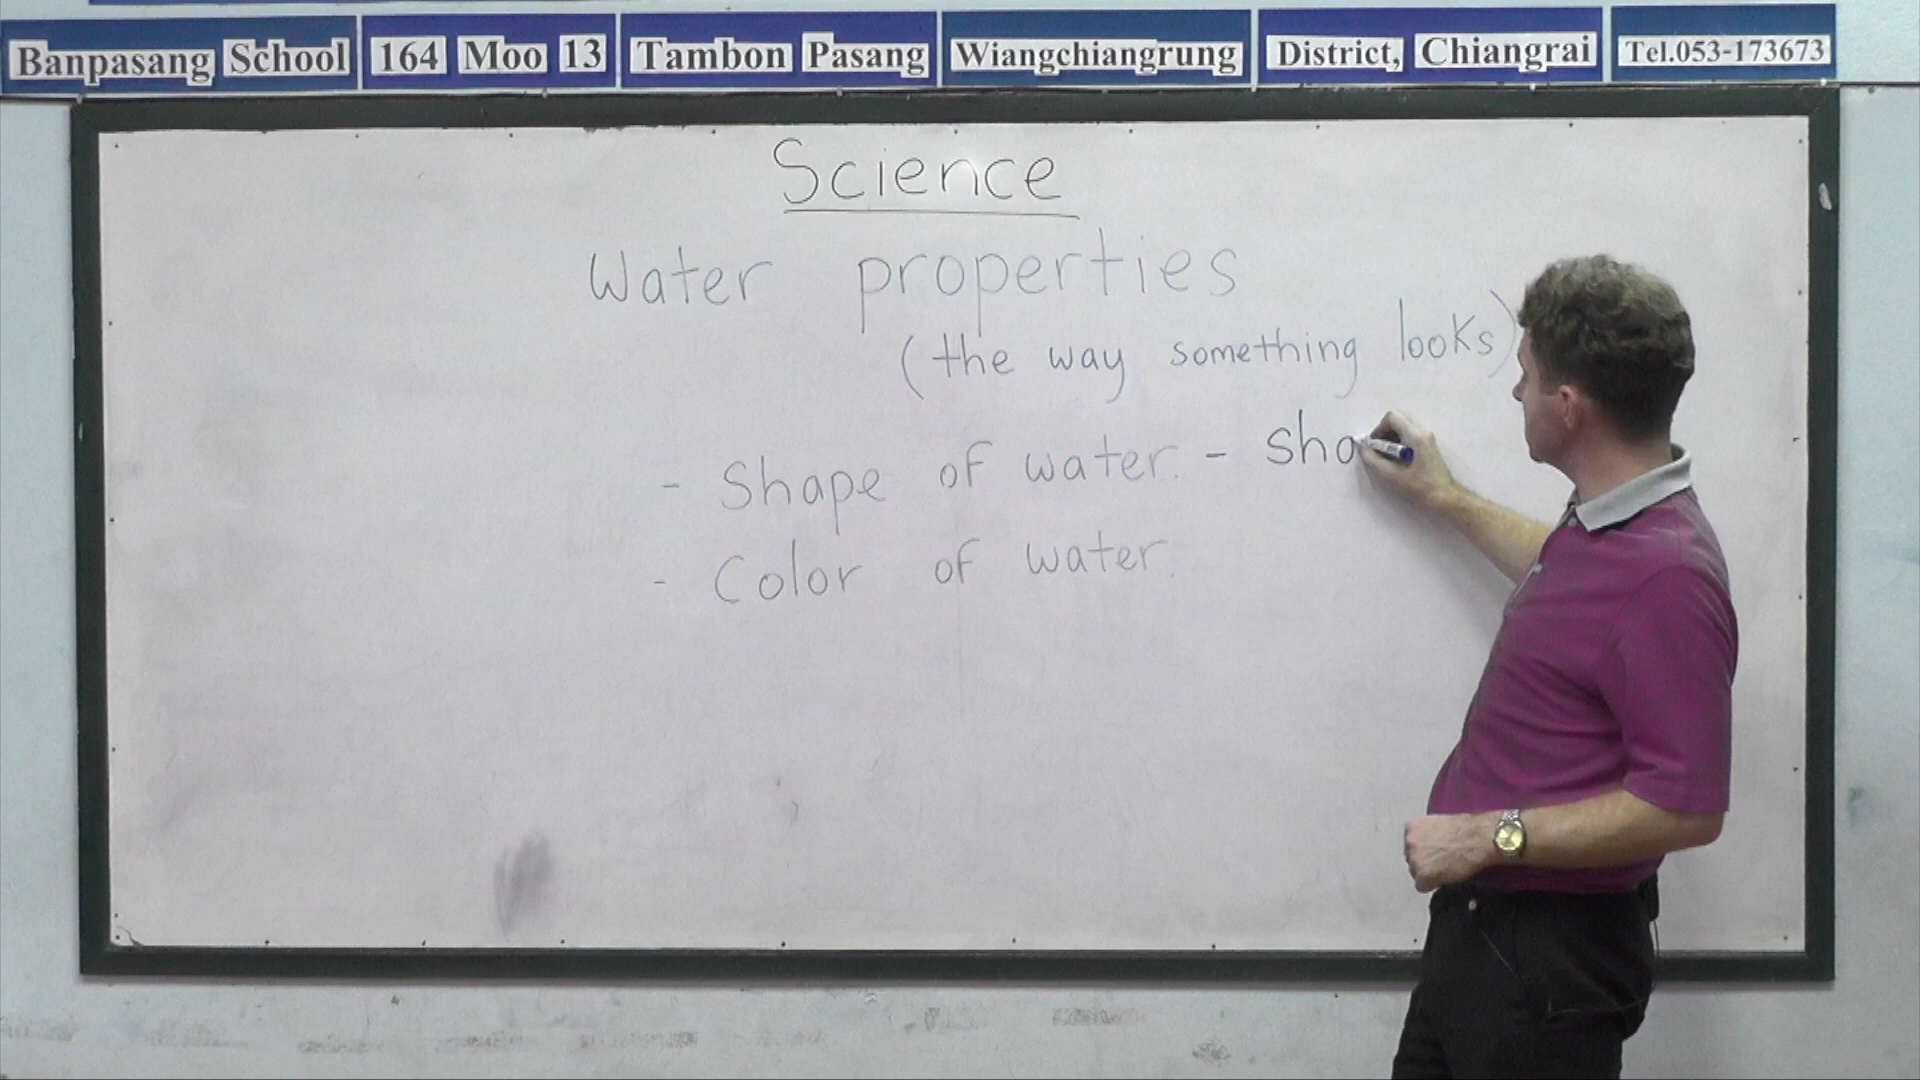 Banpasang School 164 Moo 13 Tambon Pasang Wiangchiangrung District, Chiangrai Tel.053-173673
Science
Water properties
(the way something looks)
- Shape of water. - sha
- Color of water.